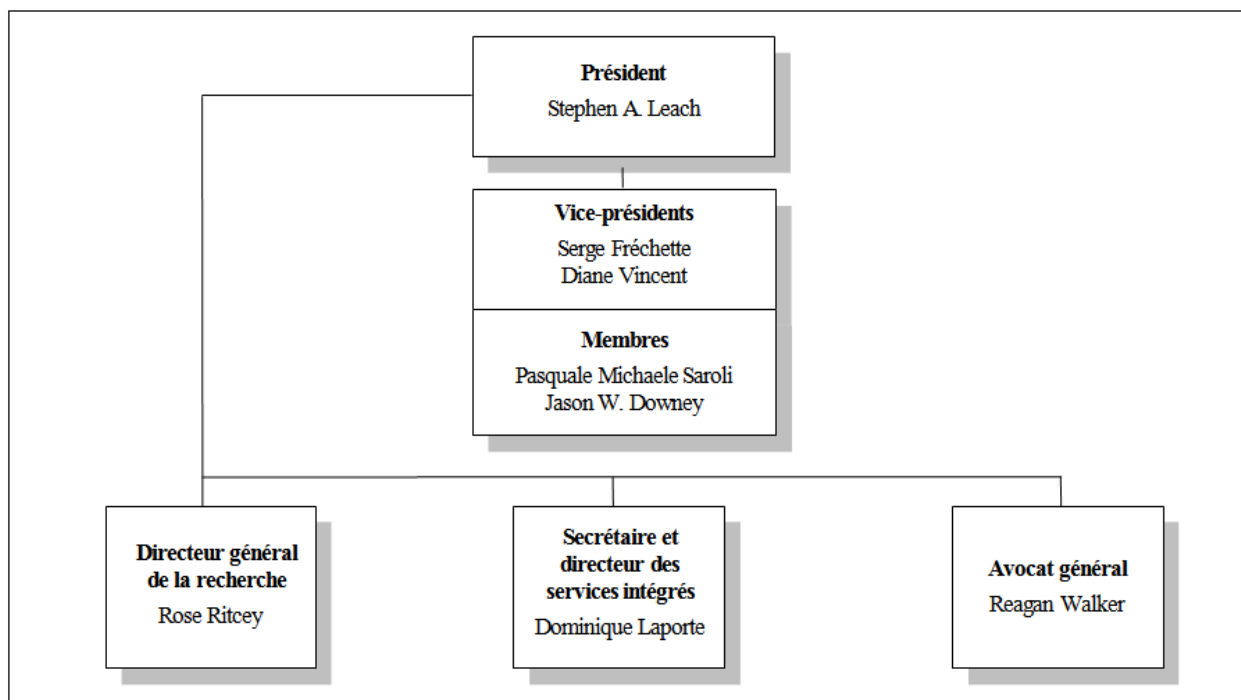 Président
Stephen A. Leach
Vice-présidents
Serge Fréchette
Diane Vincent
Membres
Pasquale Michaele Saroli
Jason W. Downey
Directeur général
de la recherche
Rose Ritcey
Secrétaire et
directeur des
services intégrés
Dominique Laporte
Avocat général
Reagan Walker